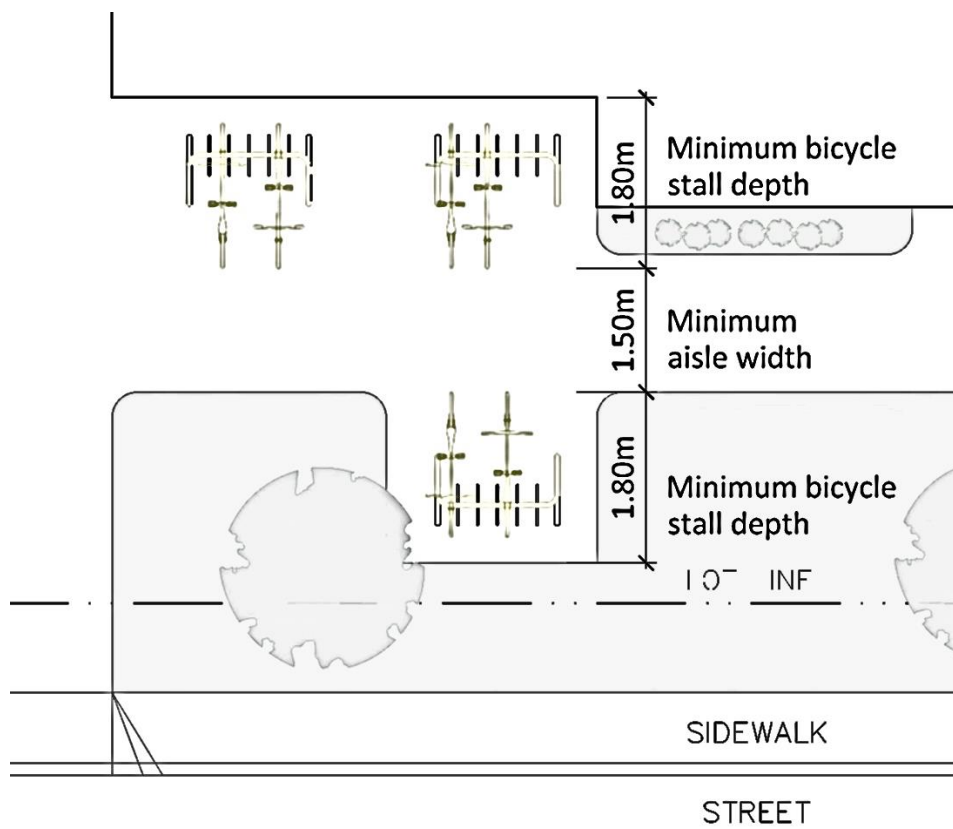 1.80m
Minimum bicycle
stall depth
1.50m
Minimum
aisle width
1.80m
Minimum bicycle
stall depth
SIDEWALK
STREET